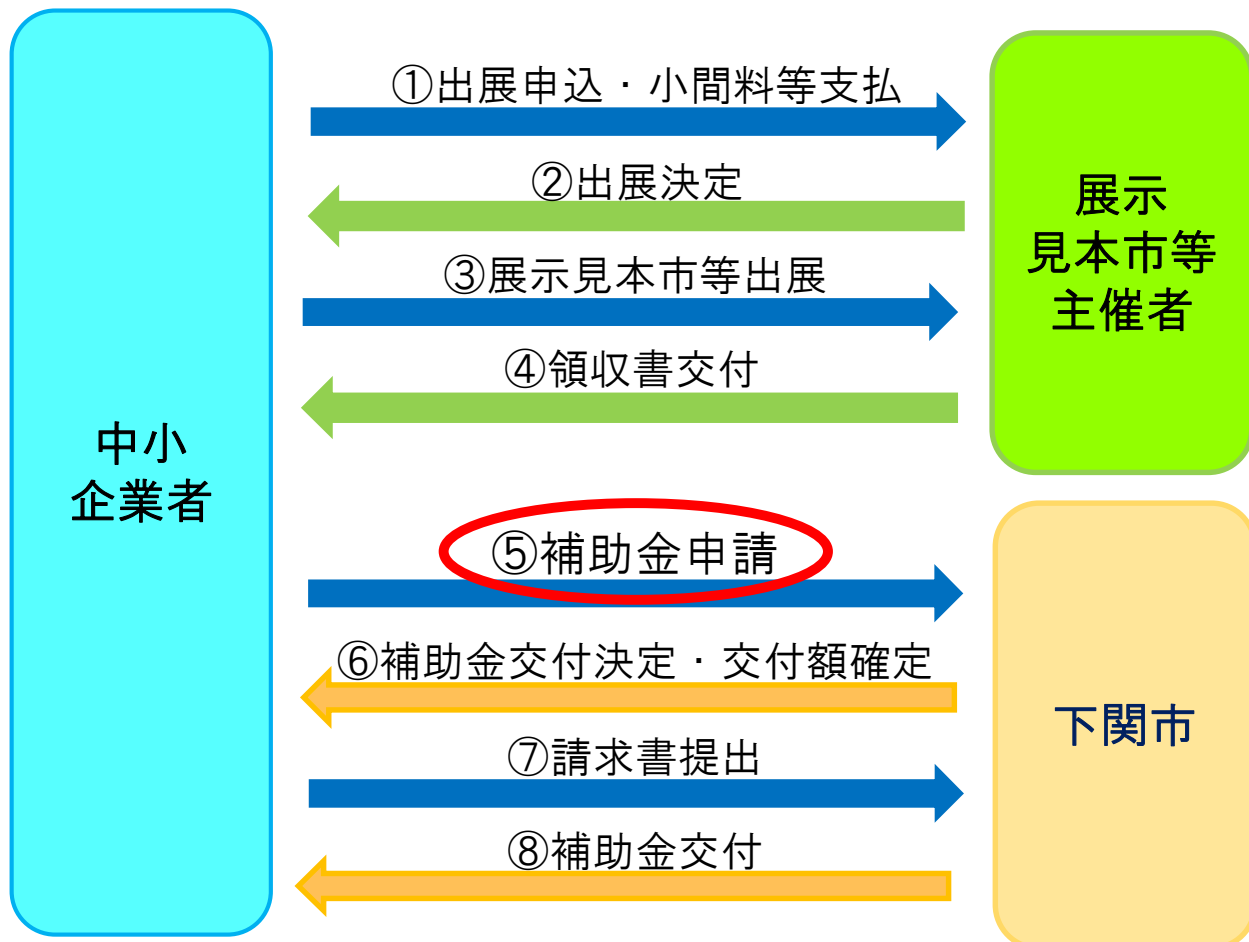 ①出展申込・小間料等支払
②出展決定
③展示見本市等出展
④領収書交付
展示
見本市等
主催者
中小
企業者
⑤補助金申請
⑥補助金交付決定・交付額確定
⑦請求書提出
⑧補助金交付
下関市